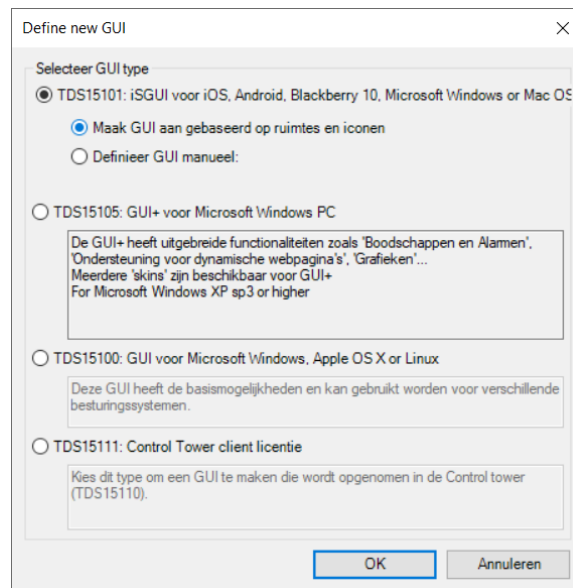 Define new GUI
Selecteer GUI type
TDS15101: iSGUI voor iOS, Android, Blackberry 10, Microsoft Windows or Mac OS
Maak GUI aan gebaseerd op ruimtes en iconen
Definieer GUI manueel:
TDS15105: GUI+ voor Microsoft Windows PC
De GUI+ heeft uitgebreide functionaliteiten zoals 'Boodschappen en Alarmen',
'Ondersteuning voor dynamische webpagina's', 'Grafieken'...
Meerdere 'skins' zijn beschikbaar voor GUI+
For Microsoft Windows XP sp3 or higher
TDS15100: GUI voor Microsoft Windows, Apple OS X or Linux
Deze GUI heeft de basismogelijkheden en kan gebruikt worden voor verschillende
besturingssystemen.
TDS15111: Control Tower client licentie
Kies dit type om een GUI te maken die wordt opgenomen in de Control tower
(TDS15110).
OK
Annuleren